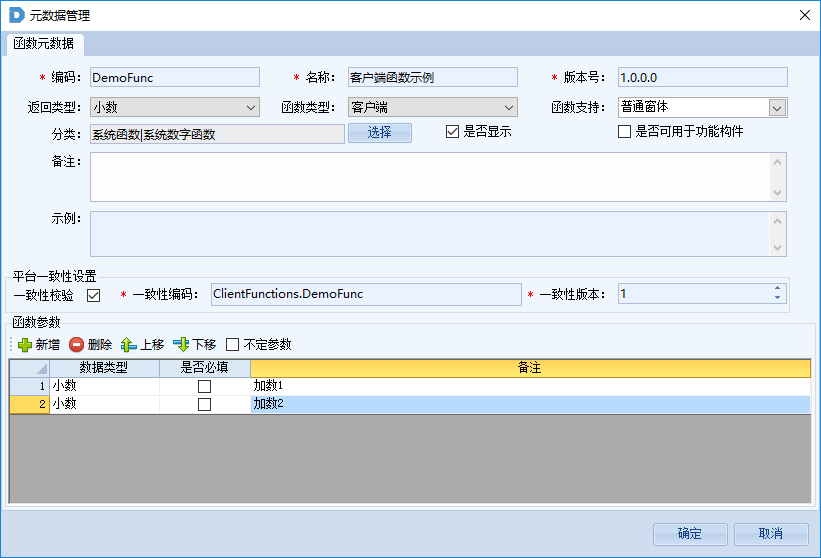 元数据管理
函数元数据
* 编码: DemoFunc * 名称: 客户端函数示例 * 版本号: 1.0.0.0
返回类型: 小数 函数类型: 客户端 函数支持: 普通窗体
分类: 系统函数|系统数字函数 选择 是否显示 是否可用于功能构件
备注:
示例:
平台一致性设置
一致性校验 * 一致性编码: ClientFunctions.DemoFunc * 一致性版本: 1
函数参数
新增 删除 上移 下移 不定参数
数据类型 是否必填 备注
1 小数 加数1
2 小数 加数2
确定 取消